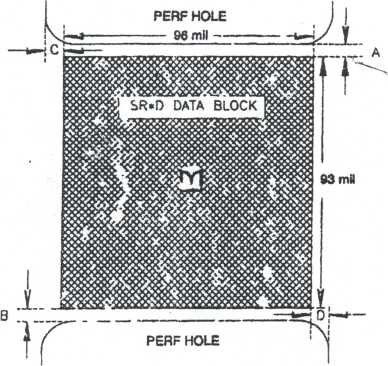 PERF HOLE
96 mil
C
A
SR•D DATA BLOCK
93 mil
B
D
PERF HOLE